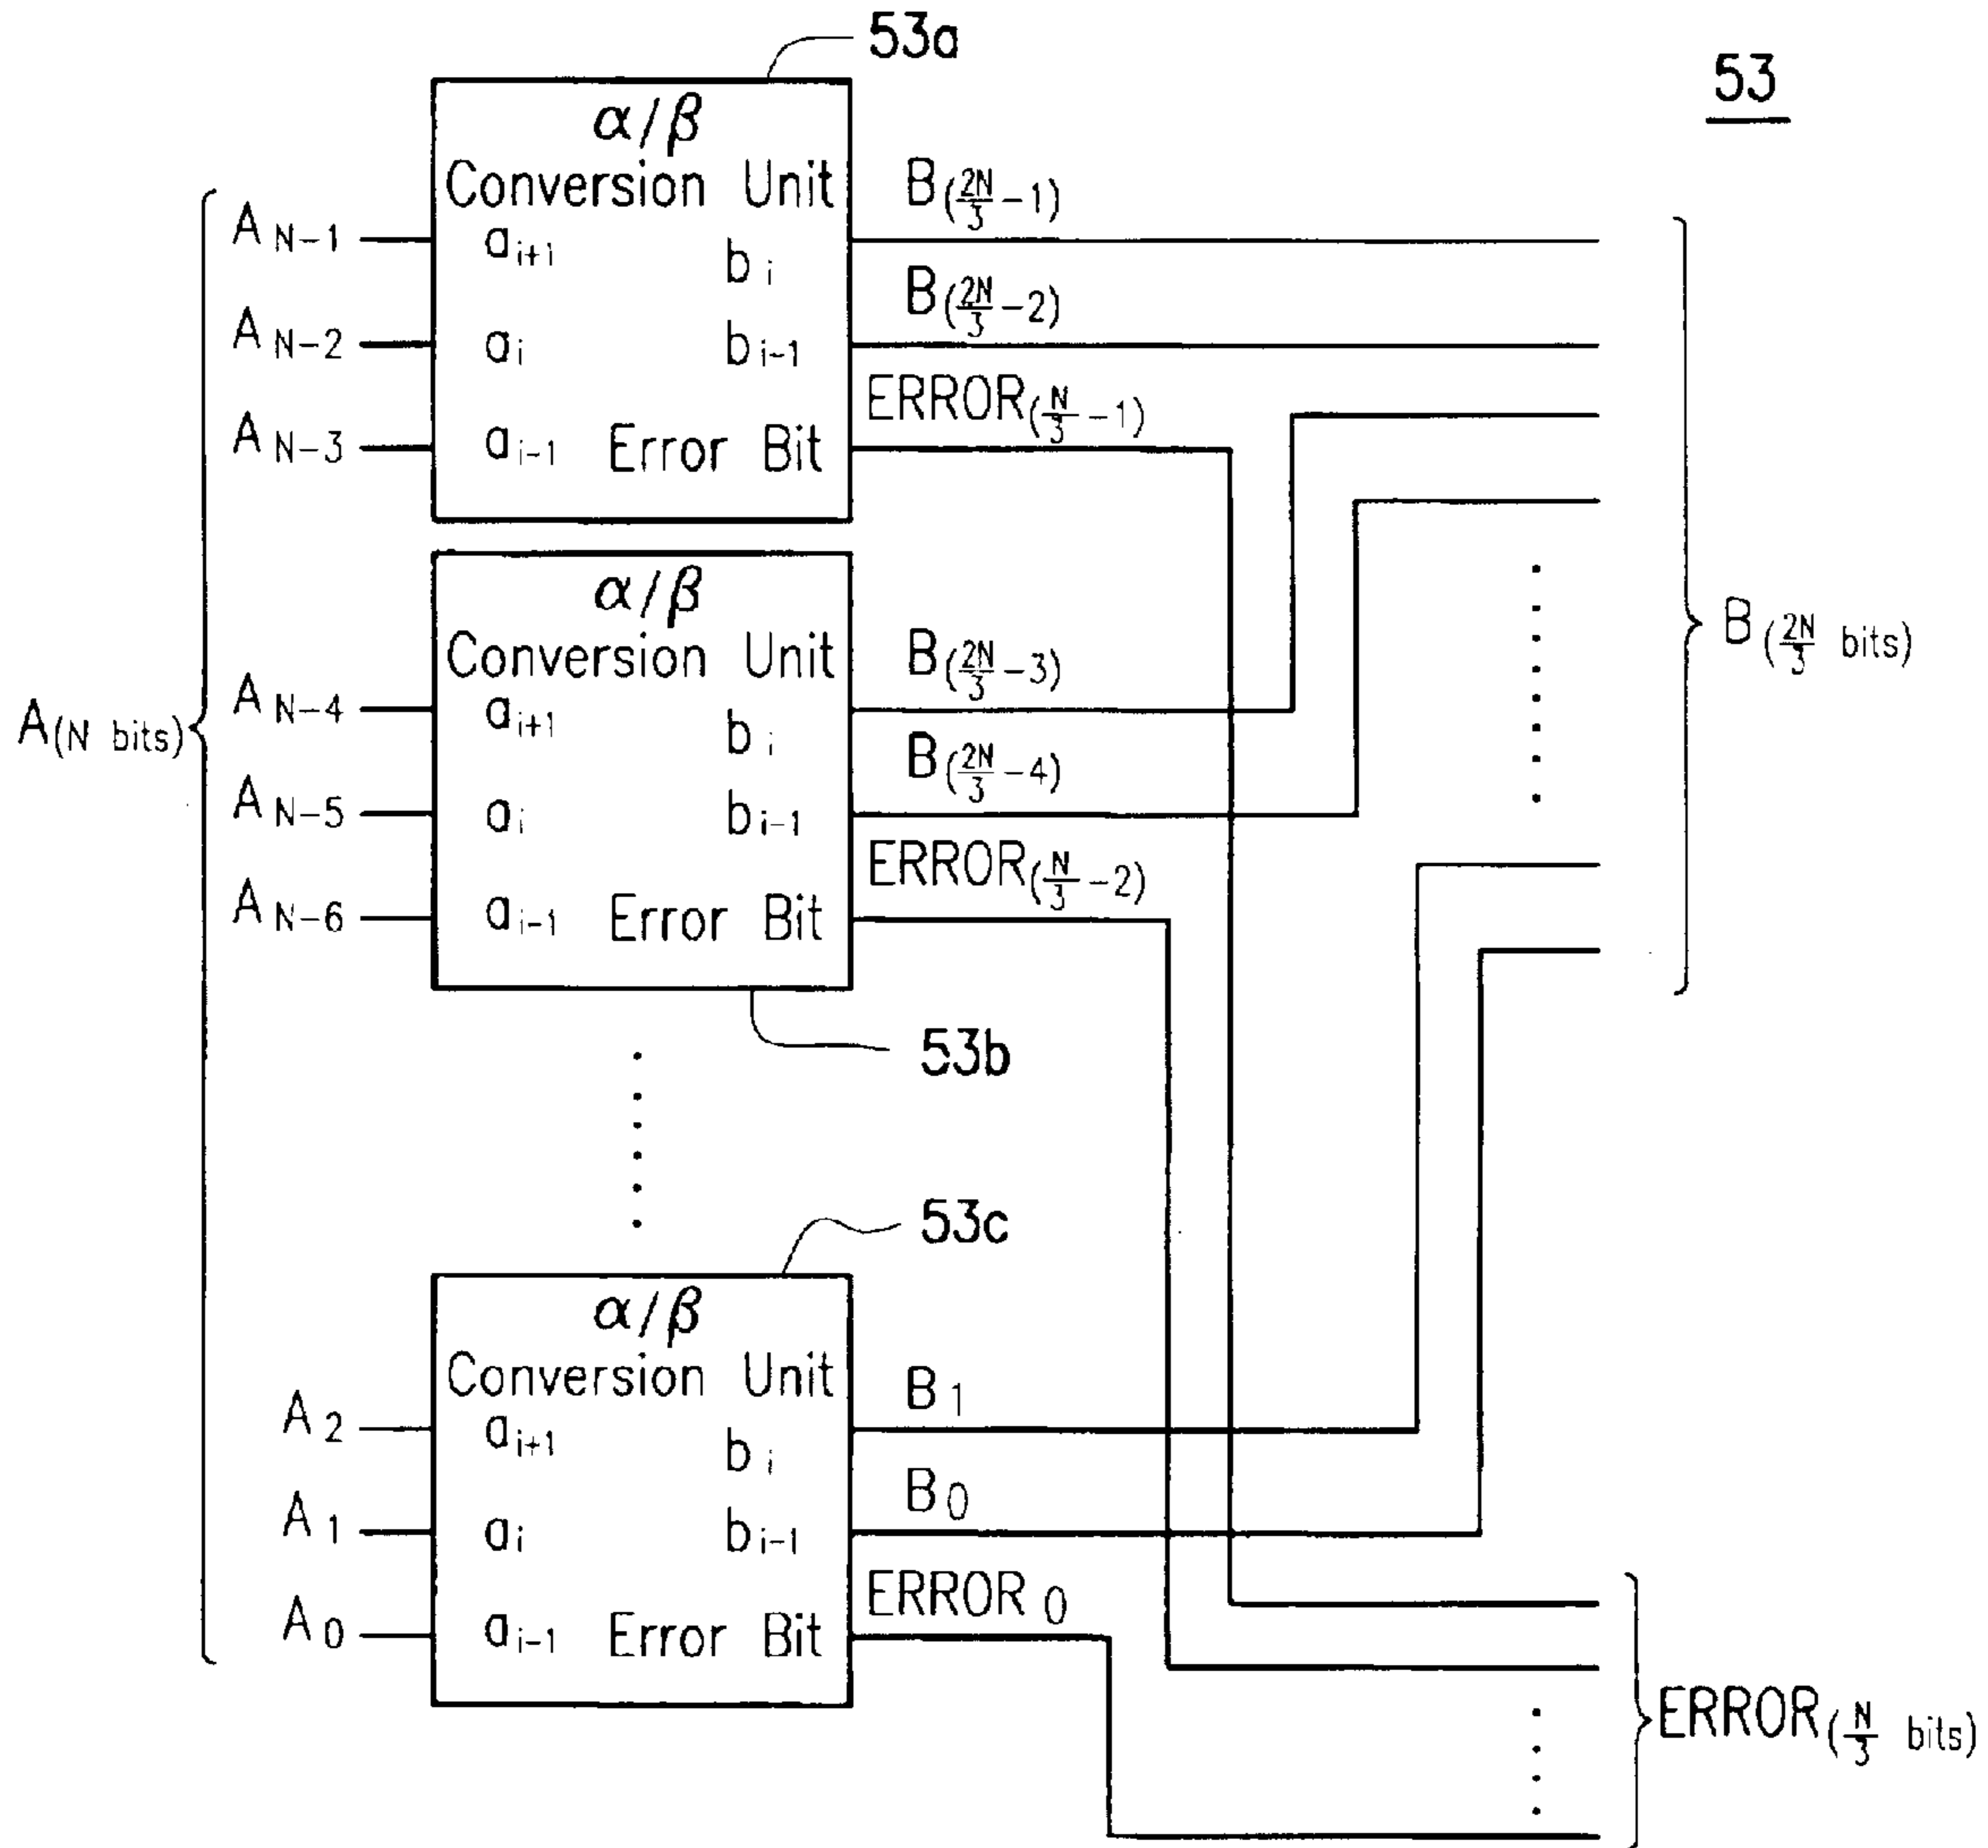 53a
53
α/β
Conversion Unit
A N-1
a i+1
b i
B (2N/3 -1)
A N-2
a i
b i-1
B (2N/3 -2)
A N-3
a i-1
Error Bit
ERROR (N/3 -1)
α/β
Conversion Unit
A N-4
a i+1
b i
B (2N/3 -3)
A N-5
a i
b i-1
B (2N/3 -4)
A N-6
a i-1
Error Bit
ERROR (N/3 -2)
53b
A (N bits)
B (2N/3 bits)
53c
α/β
Conversion Unit
A 2
a i+1
b i
B 1
A 1
a i
b i-1
B 0
A 0
a i-1
Error Bit
ERROR 0
ERROR (N/3 bits)